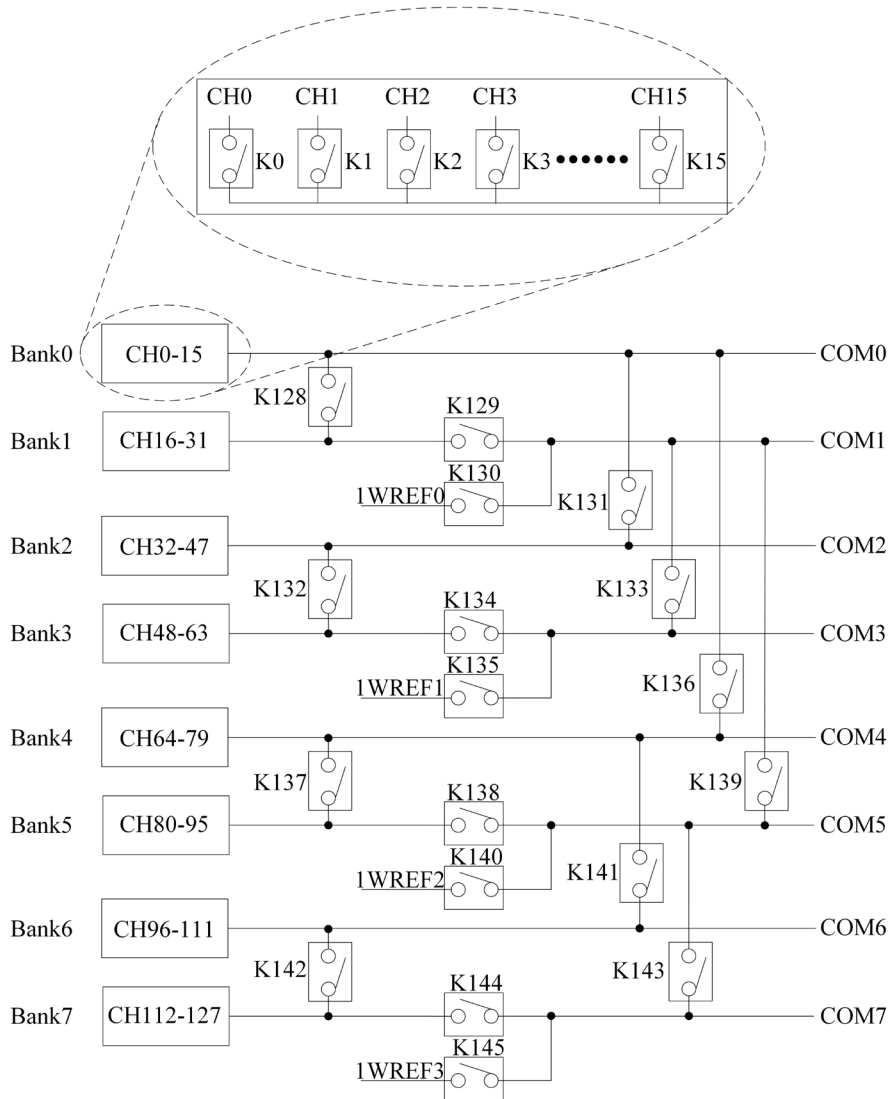 CH0 CH1 CH2 CH3 CH15
K0 K1 K2 K3 K15
Bank0 CH0-15 COM0
K128
K129
Bank1 CH16-31 COM1
K130
1WREF0
K131
Bank2 CH32-47 COM2
K132 K133
K134
Bank3 CH48-63 COM3
K135
1WREF1
K136
Bank4 CH64-79 COM4
K137 K139
K138
Bank5 CH80-95 COM5
K140
1WREF2
K141
Bank6 CH96-111 COM6
K142 K143
K144
Bank7 CH112-127 COM7
K145
1WREF3